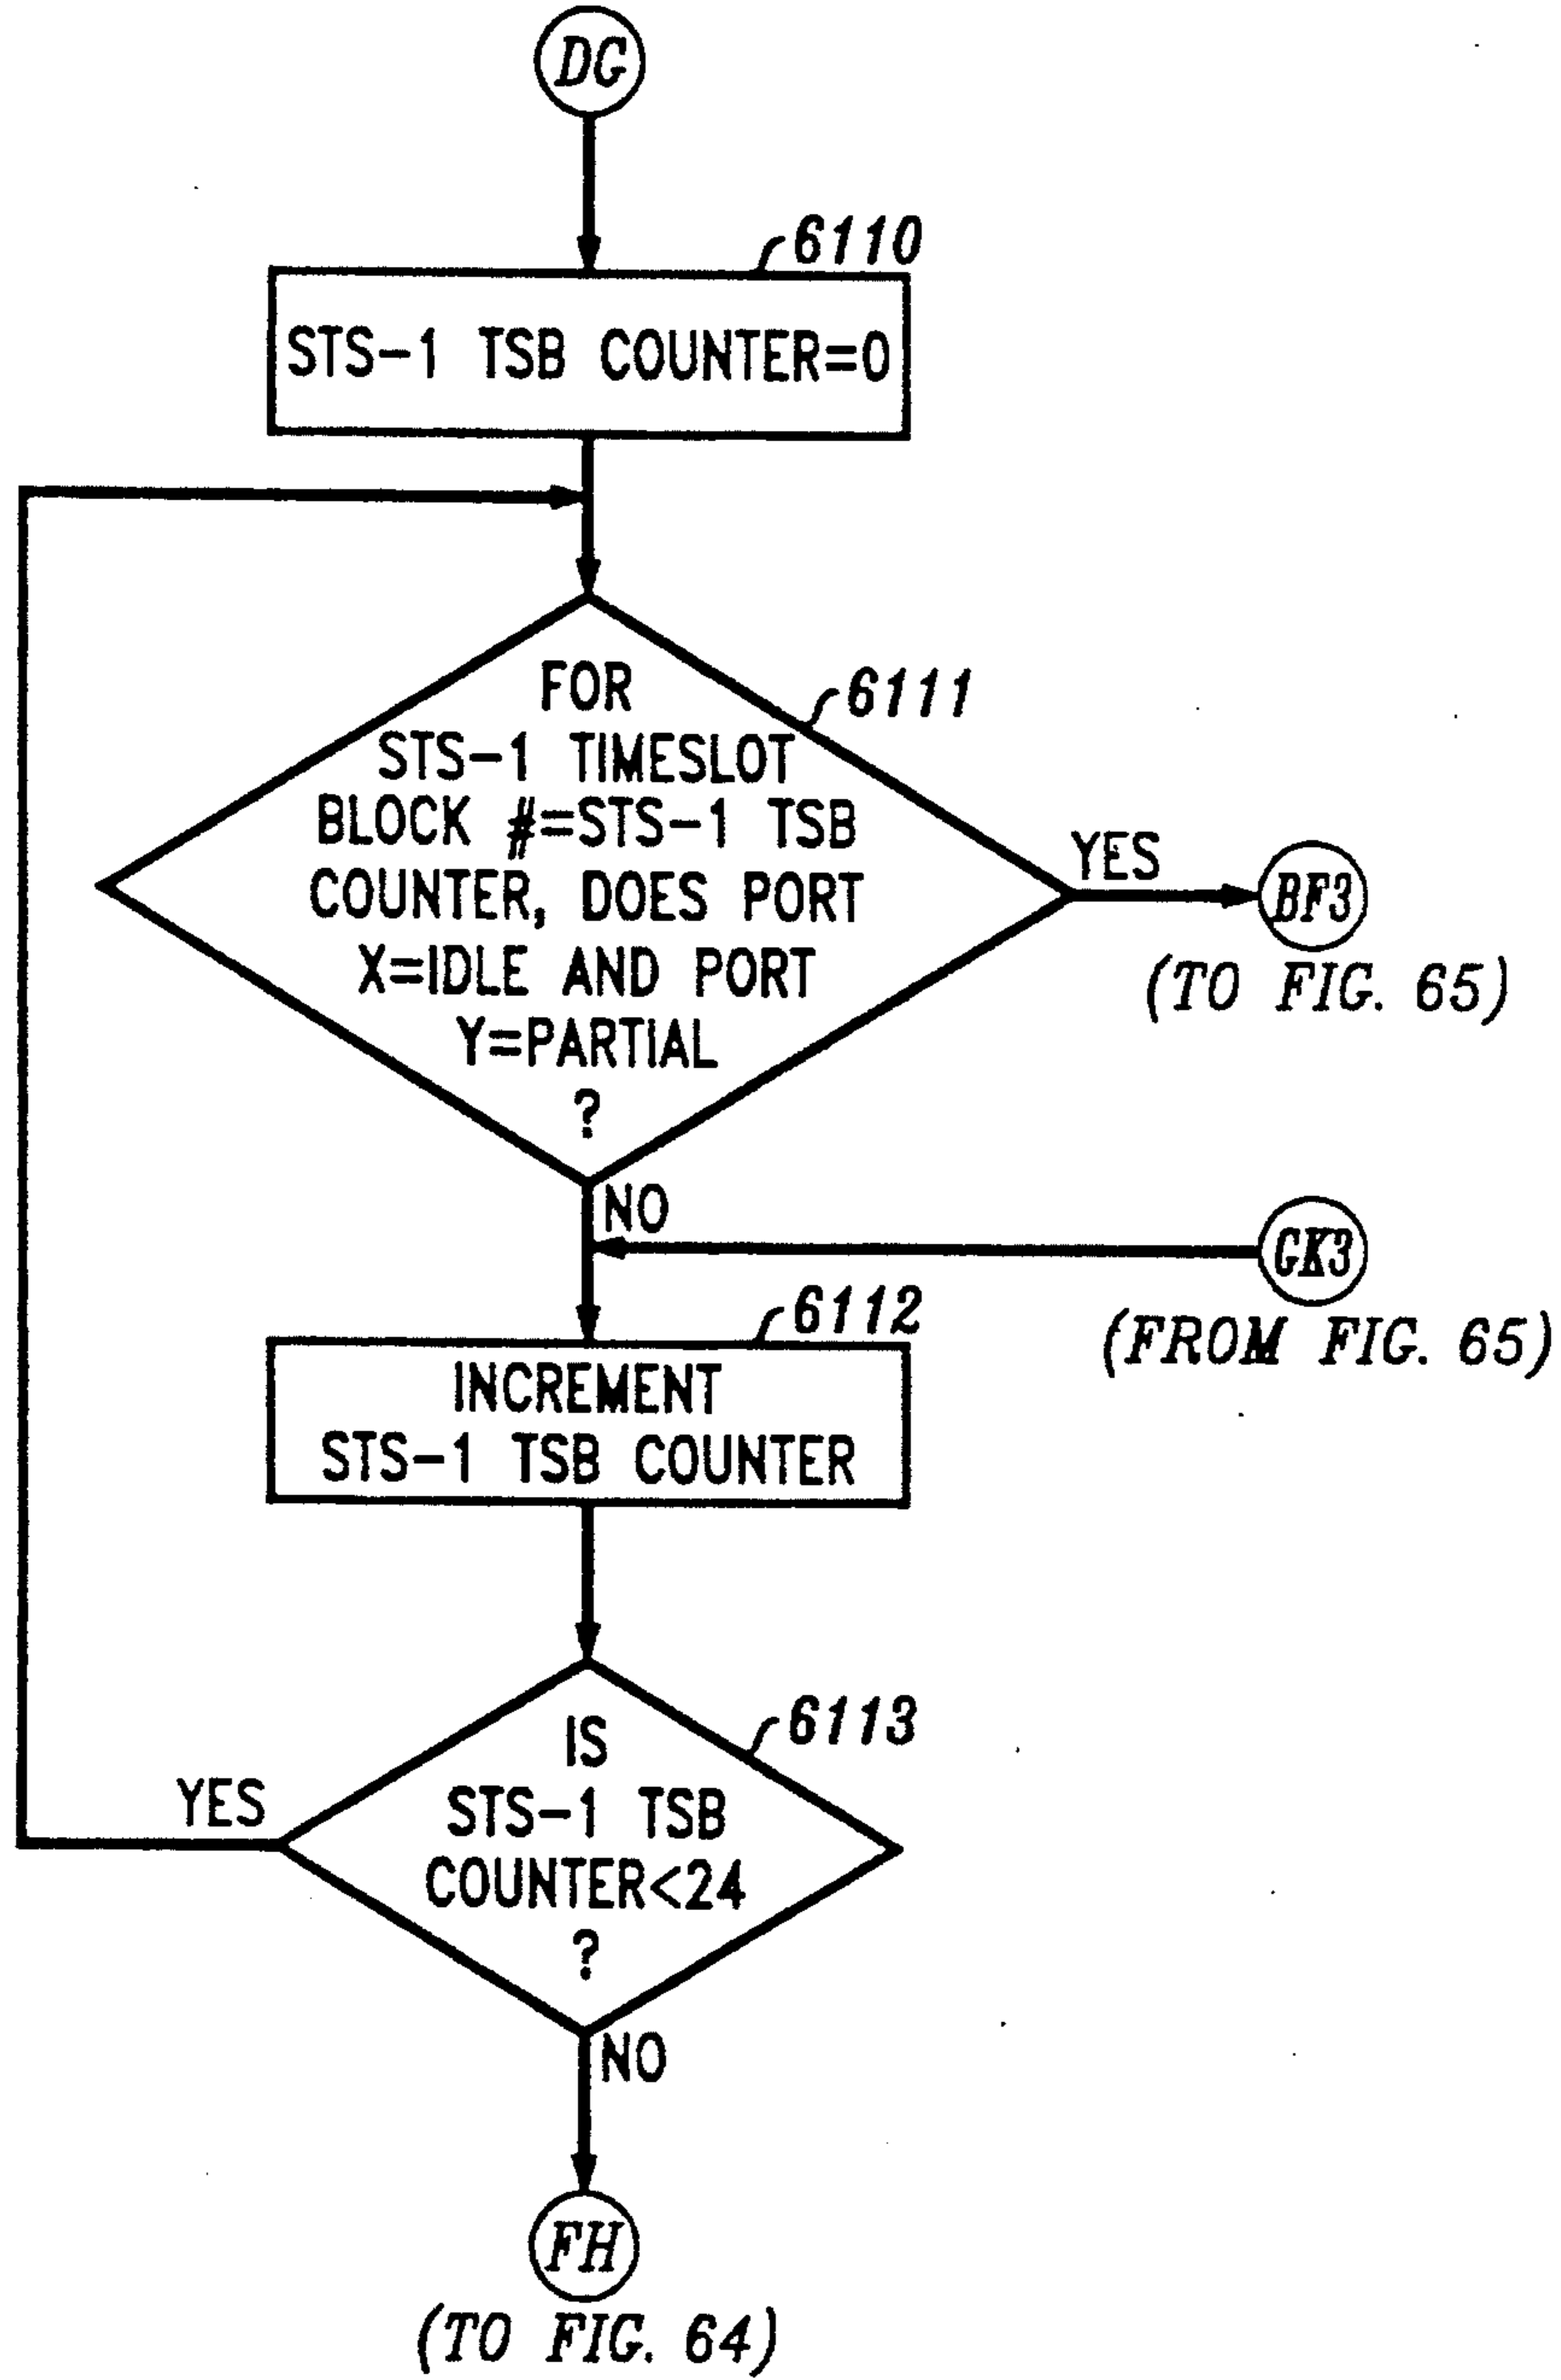 DG
6110
STS-1 TSB COUNTER=0
6111
FOR
STS-1 TIMESLOT
BLOCK #=STS-1 TSB
COUNTER, DOES PORT
X=IDLE AND PORT
Y=PARTIAL
?
YES
BF3
(TO FIG. 65)
NO
GK3
(FROM FIG. 65)
6112
INCREMENT
STS-1 TSB COUNTER
6113
IS
STS-1 TSB
COUNTER<24
?
YES
NO
FH
(TO FIG. 64)